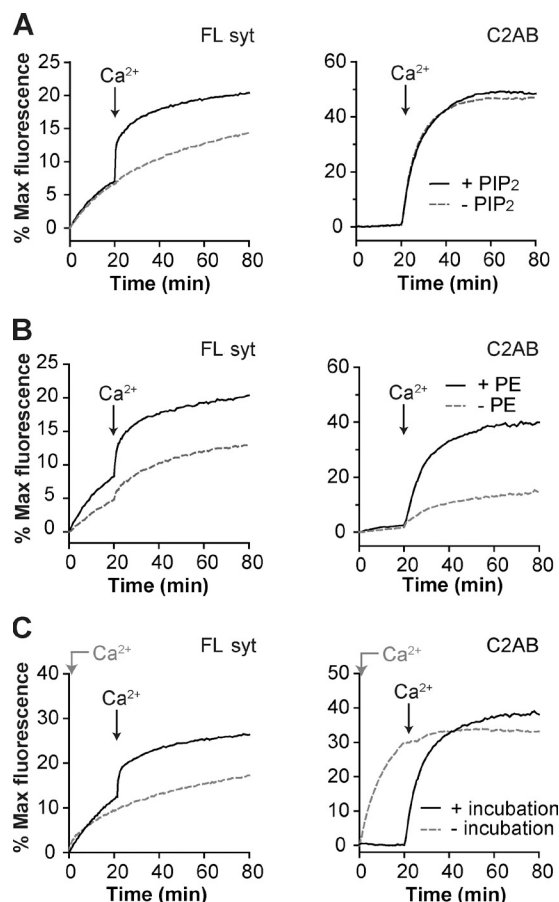 A
FL syt
C2AB
% Max fluorescence
25
20
15
10
5
0
Ca²⁺
0 20 40 60 80
Time (min)
60
40
20
0
Ca²⁺
+ PIP₂
- PIP₂
0 20 40 60 80
Time (min)
B
FL syt
C2AB
% Max fluorescence
25
20
15
10
5
0
Ca²⁺
0 20 40 60 80
Time (min)
60
40
20
0
Ca²⁺
+ PE
- PE
0 20 40 60 80
Time (min)
C
Ca²⁺
FL syt
% Max fluorescence
40
30
20
10
0
Ca²⁺
0 20 40 60 80
Time (min)
Ca²⁺
C2AB
50
40
30
20
10
0
Ca²⁺
+ incubation
- incubation
0 20 40 60 80
Time (min)